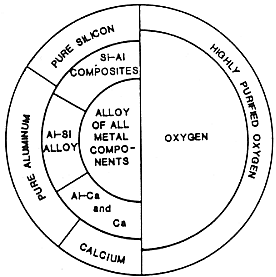 PURE SILICON
Si-Al
COMPOSITES
HIGHLY PURIFIED OXYGEN
ALLOY
OF ALL
METAL
COMPO-
NENTS
OXYGEN
Al-Si
ALLOY
PURE ALUMINUM
Al-Ca
and
Ca
CALCIUM